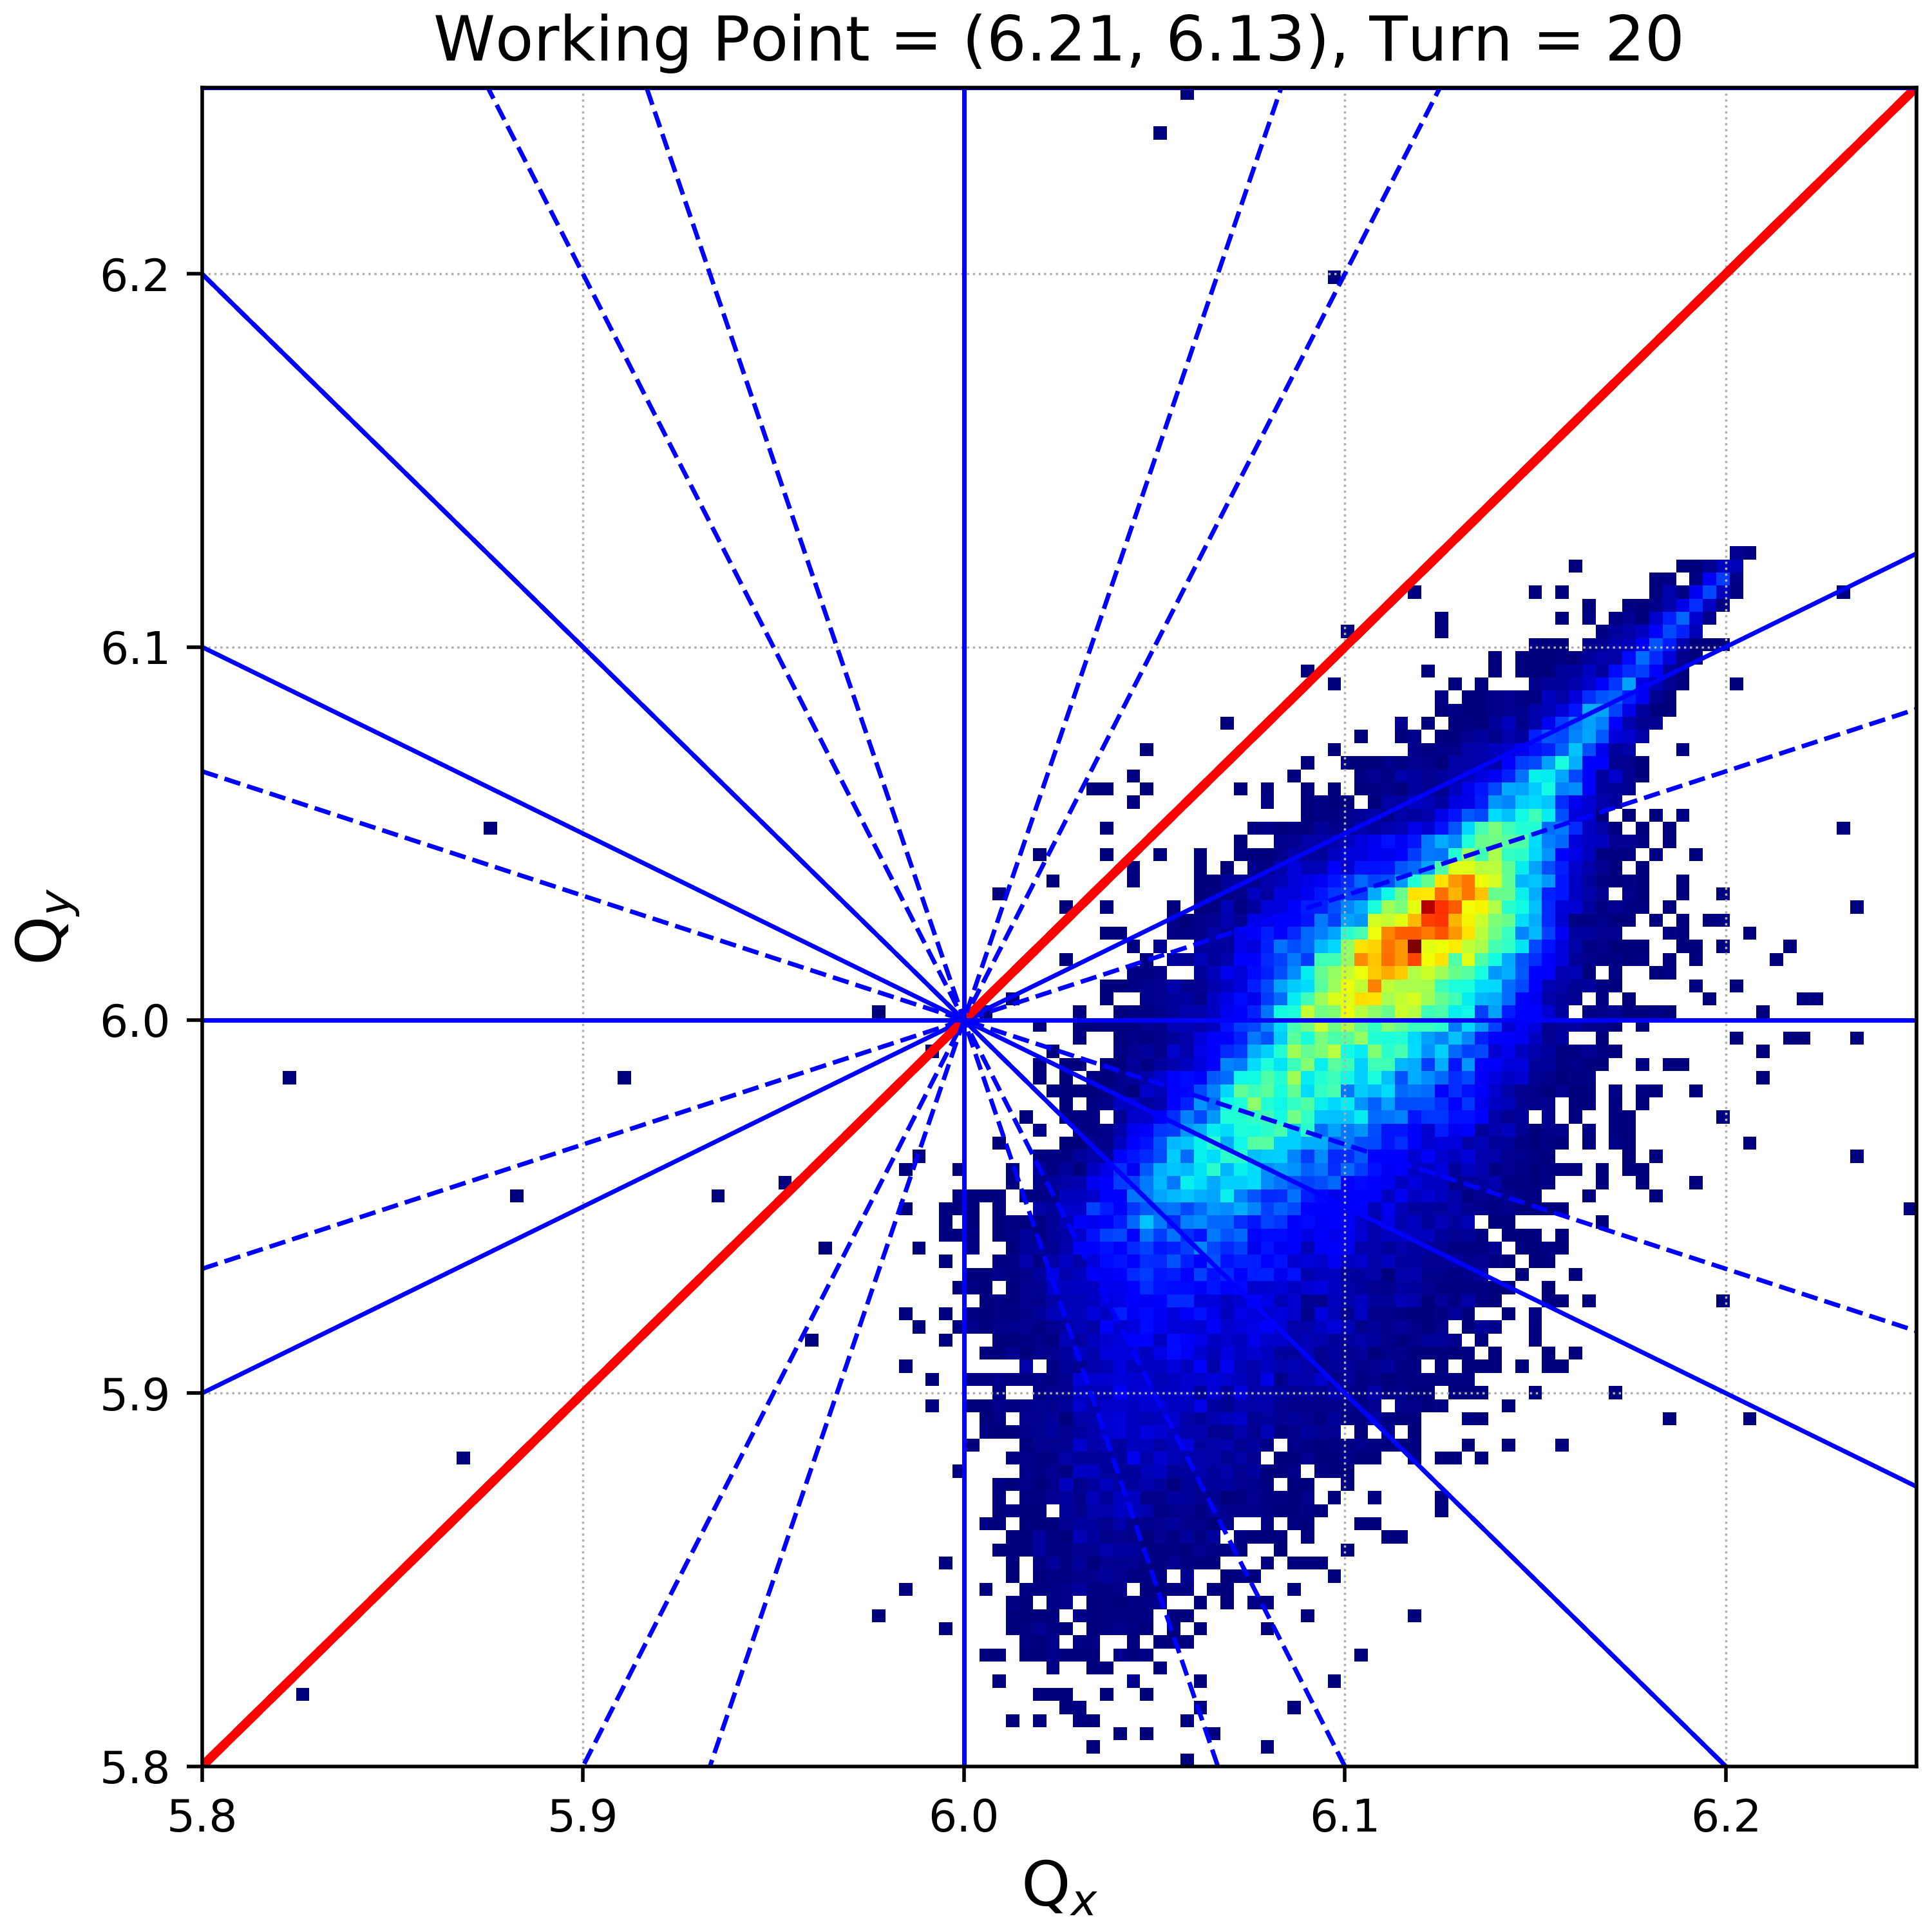 Working Point = (6.21, 6.13), Turn = 20
6.2
6.1
6.0
5.9
5.8
Qy
5.8 5.9 6.0 6.1 6.2
Qx